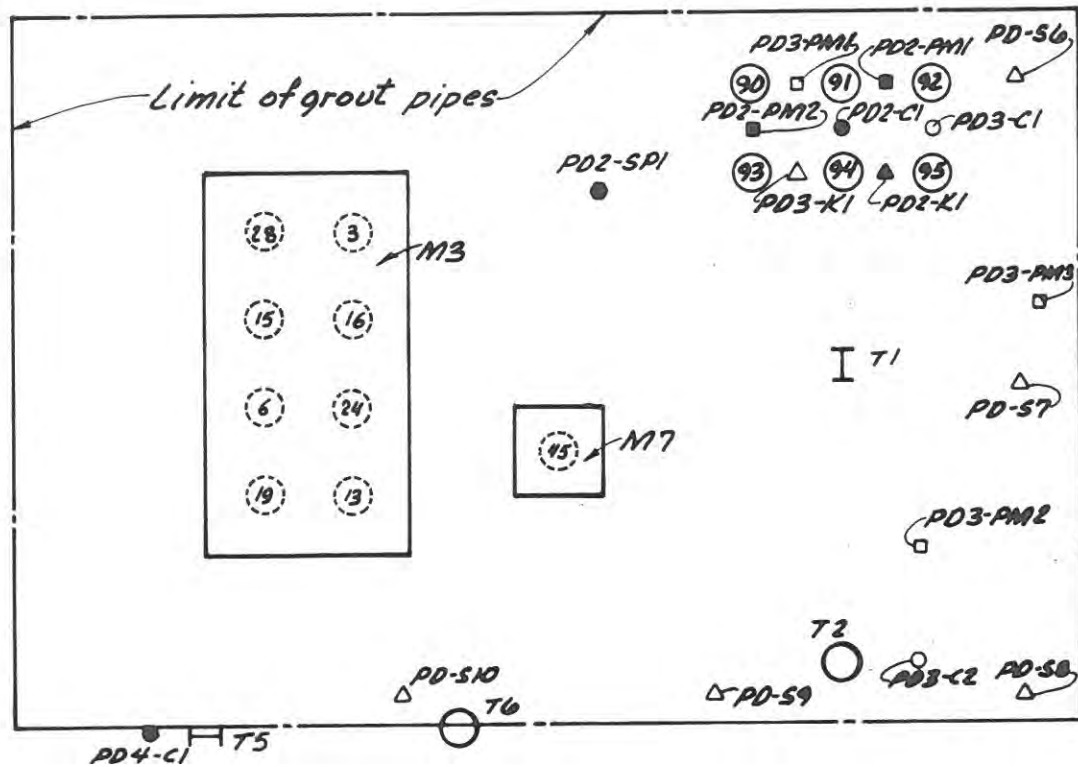 PD3-PM1 PD2-PM1 PD-S6
90 91 92
Limit of grout pipes
PD2-PM2 PD2-C1 PD3-C1
PD2-SP1
93 94 95
PD3-K1 PD2-K1
28 3
M3
PD3-PM3
15 16
T1
PD-S7
6 24
M7
45
19 13
PD3-PM2
T2
PD-S10
PD3-C2 PD-S8
PD-S9
T6
T5
PD4-C1